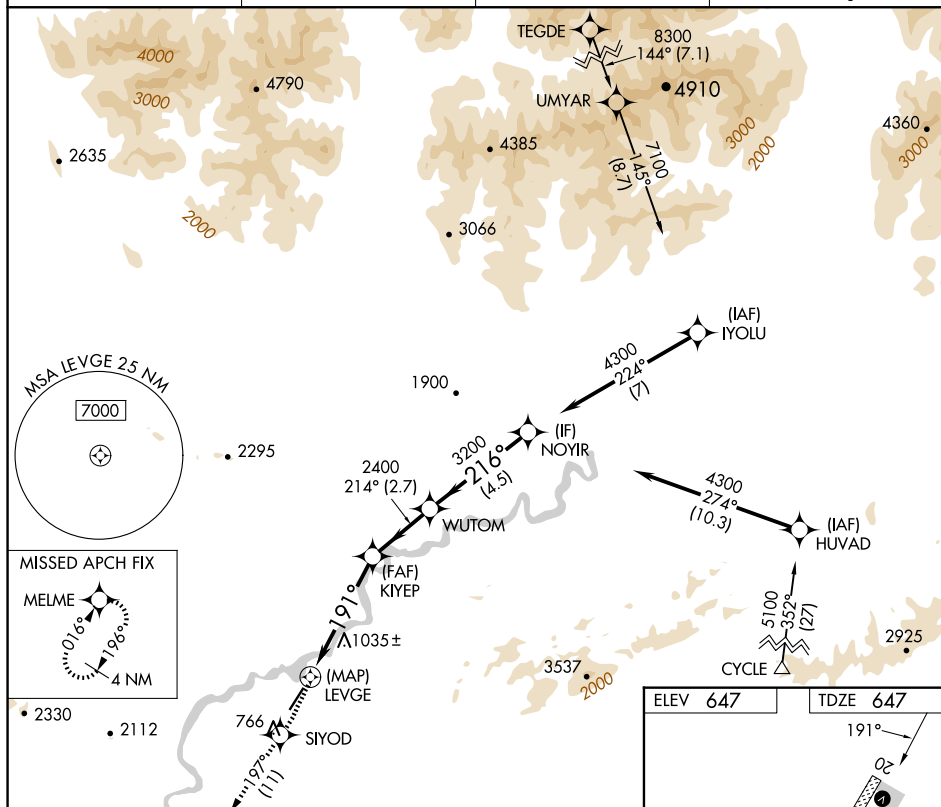 TEGDE
8300
144° (7.1)
4000
4790
3000
UMYAR
4910
4360
3000
2635
4385
3000
2000
7100
145°
(8.7)
2000
3066
(IAF)
IYOLU
4300
224°
(7)
MSA LEVGE 25 NM
7000
1900
(IF)
NOYIR
3200
216°
(4.5)
2295
2400
214° (2.7)
4300
274°
(10.3)
WUTOM
(IAF)
HUVAD
MISSED APCH FIX
MELME
016°
196°
4 NM
(FAF)
KIYEP
191°
1035 ±
5100
352°
(27)
2925
CYCLE
3537
2000
(MAP)
LEVGE
2330
2112
766
SIYOD
197°
(11)
ELEV 647
TDZE 647
191°
20
V